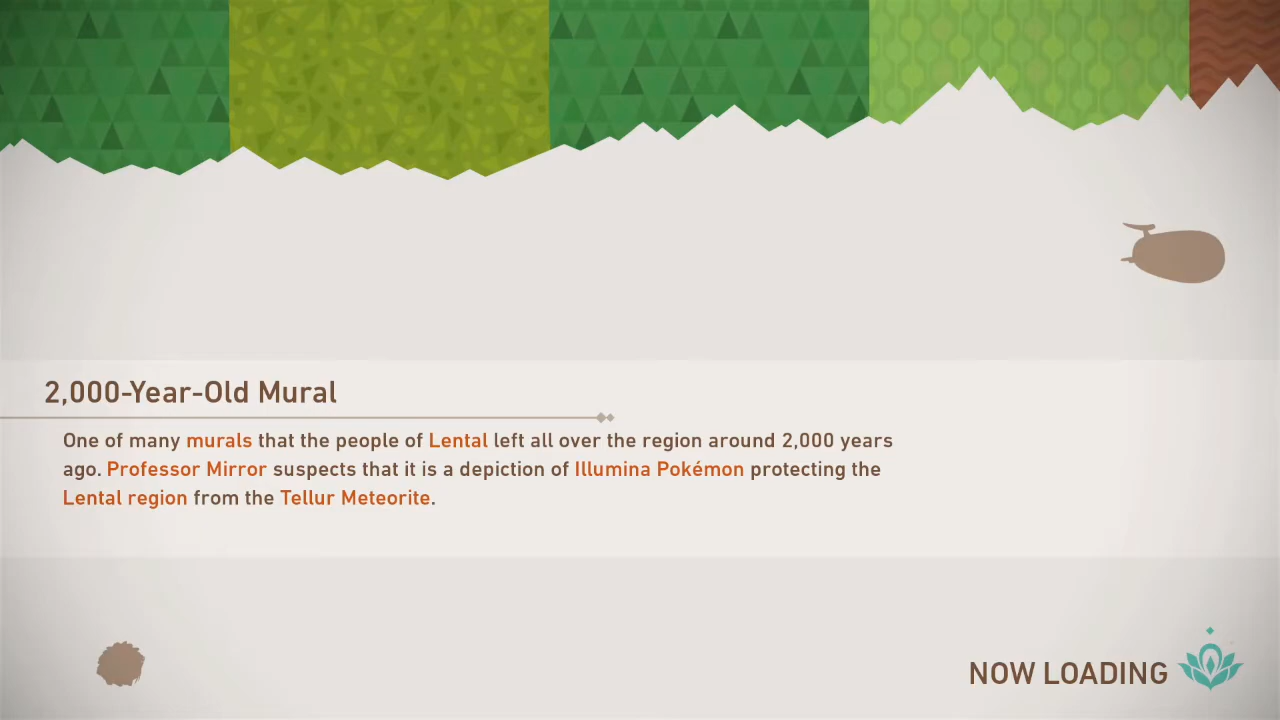 2,000-Year-Old Mural
One of many murals that the people of Lental left all over the region around 2,000 years
ago. Professor Mirror suspects that it is a depiction of Illumina Pokémon protecting the
Lental region from the Tellur Meteorite.
NOW LOADING